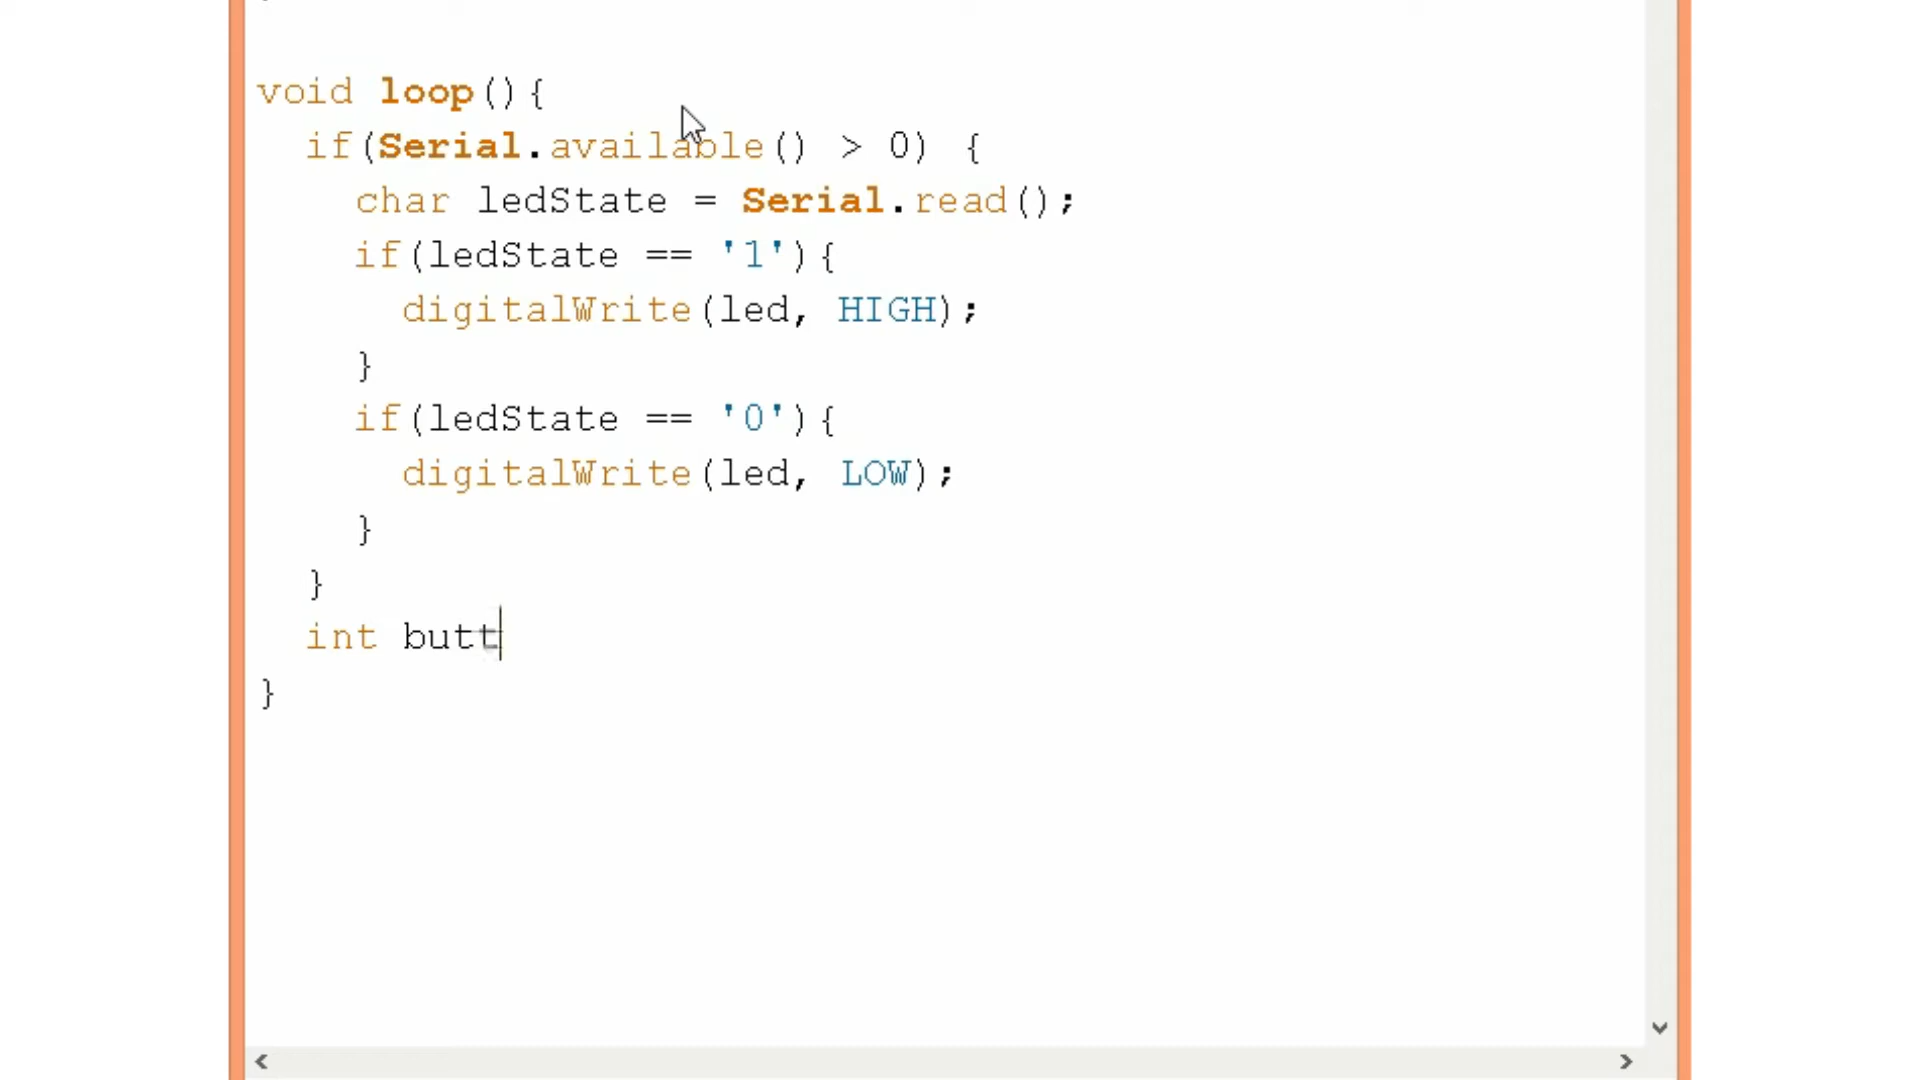 void loop(){
if(Serial.available() > 0) {
char ledState = Serial.read();
if(ledState == '1'){
digitalWrite(led, HIGH);
}
if(ledState == '0'){
digitalWrite(led, LOW);
}
}
int butt
}